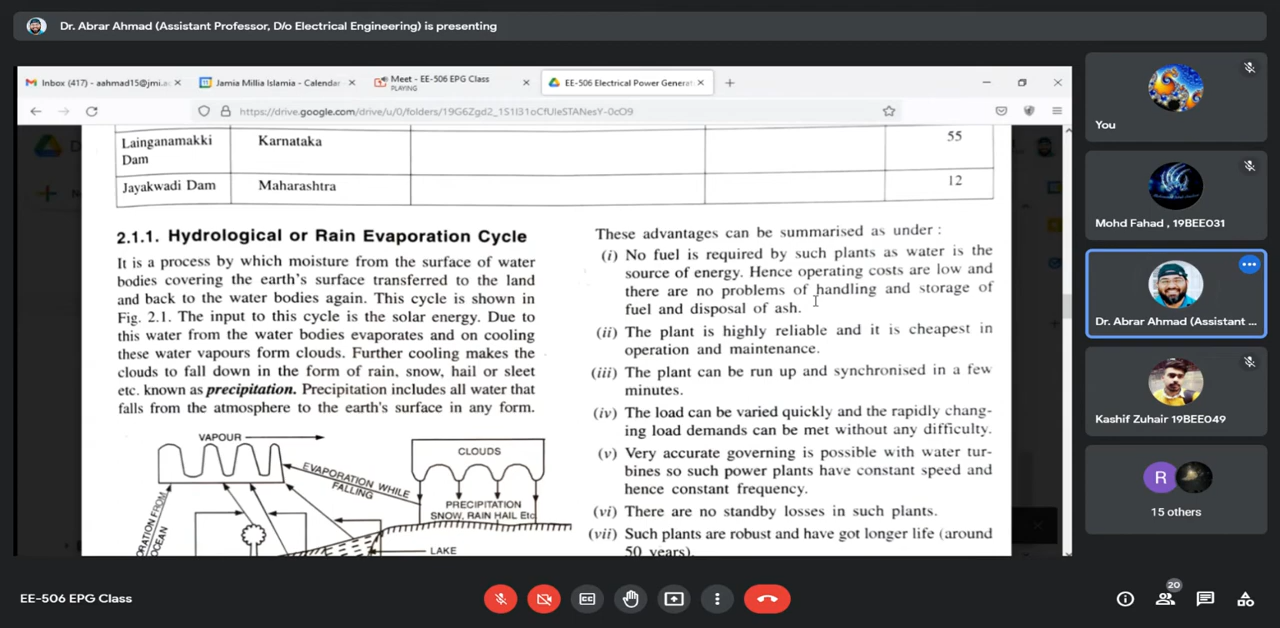 Dr. Abrar Ahmad (Assistant Professor, D/o Electrical Engineering) is presenting
Inbox (417) - aahmad15@jmi.a
Jamia Millia Islamia - Calendar
Meet - EE-506 EPG Class
PLAYING
EE-506 Electrical Power Genera
https://drive.google.com/drive/u/0/folders/19G6Zgd2_1S1I31oCfUIeSTANesY-0cO9
Lainganamakki
Dam
Karnataka
55
Jayakwadi Dam
Maharashtra
12
2.1.1. Hydrological or Rain Evaporation Cycle
It is a process by which moisture from the surface of water
bodies covering the earth's surface transferred to the land
and back to the water bodies again. This cycle is shown in
Fig. 2.1. The input to this cycle is the solar energy. Due to
this water from the water bodies evaporates and on cooling
these water vapours form clouds. Further cooling makes the
clouds to fall down in the form of rain, snow, hail or sleet
etc. known as precipitation. Precipitation includes all water that
falls from the atmosphere to the earth's surface in any form.
VAPOUR
CLOUDS
EVAPORATION WHILE
FALLING
PRECIPITATION
SNOW, RAIN HAIL Etc
LAKE
OCEAN
These advantages can be summarised as under :
(i) No fuel is required by such plants as water is the
source of energy. Hence operating costs are low and
there are no problems of handling and storage of
fuel and disposal of ash.
(ii) The plant is highly reliable and it is cheapest in
operation and maintenance.
(iii) The plant can be run up and synchronised in a few
minutes.
(iv) The load can be varied quickly and the rapidly chang-
ing load demands can be met without any difficulty.
(v) Very accurate governing is possible with water tur-
bines so such power plants have constant speed and
hence constant frequency.
(vi) There are no standby losses in such plants.
(vii) Such plants are robust and have got longer life (around
50 years).
You
Mohd Fahad , 19BEE031
Dr. Abrar Ahmad (Assistant ...
Kashif Zuhair 19BEE049
R
15 others
EE-506 EPG Class
CC
20